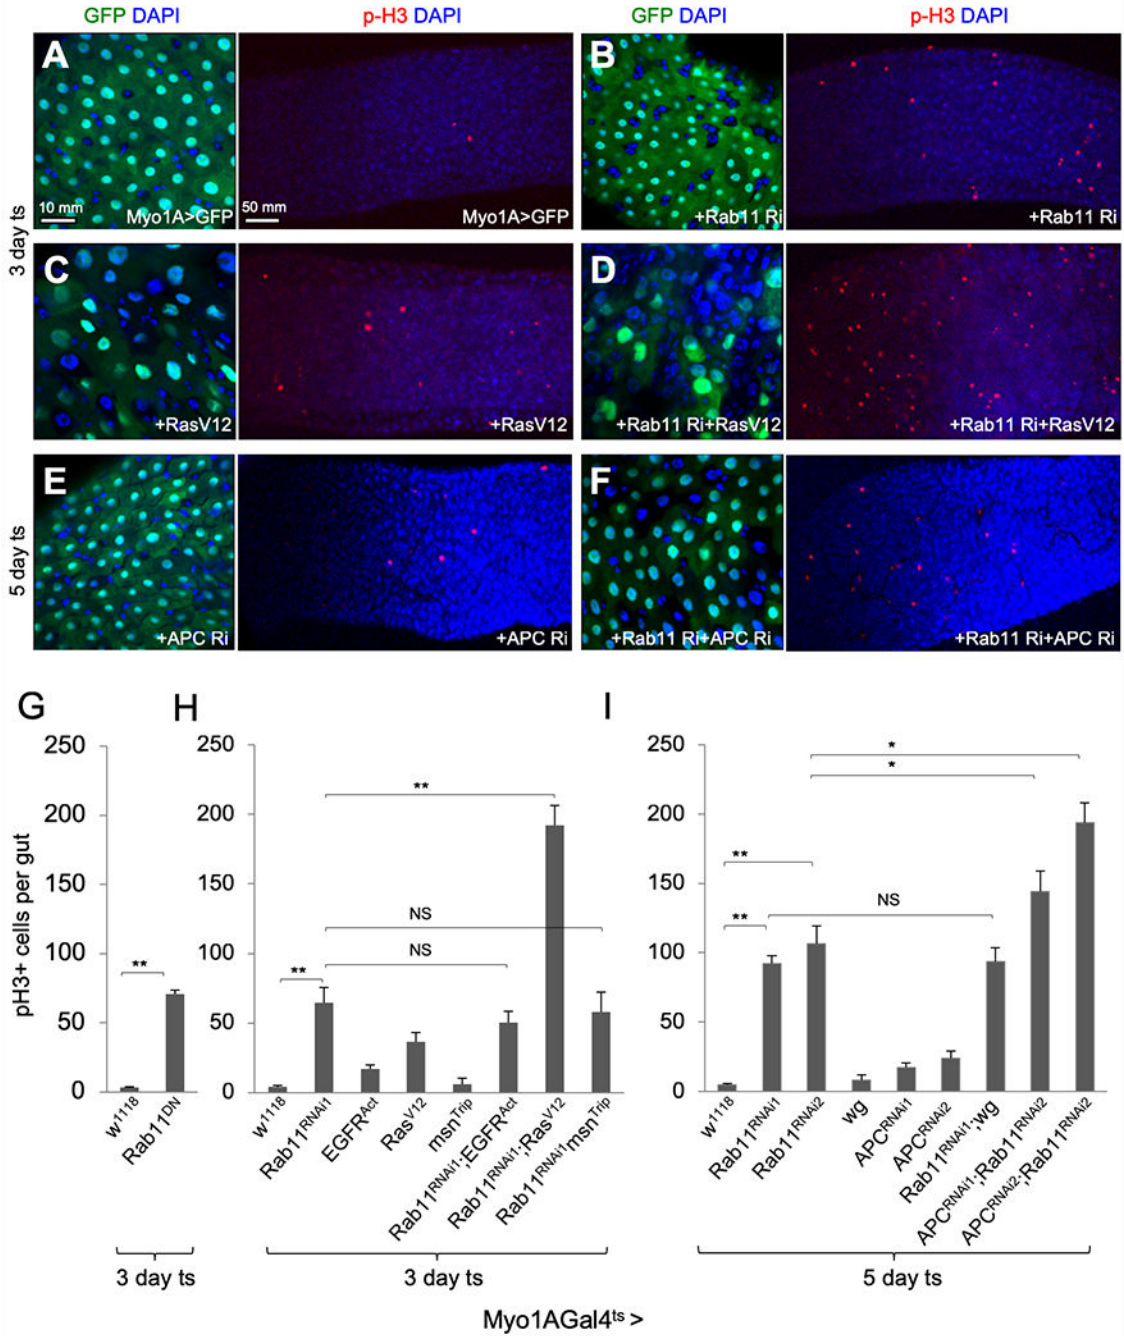 GFP DAPI
p-H3 DAPI
GFP DAPI
p-H3 DAPI
3 day ts
A
10 mm
Myo1A>GFP
50 mm
Myo1A>GFP
B
+Rab11 Ri
+Rab11 Ri
C
+RasV12
+RasV12
D
+Rab11 Ri+RasV12
+Rab11 Ri+RasV12
5 day ts
E
+APC Ri
+APC Ri
F
+Rab11 Ri+APC Ri
+Rab11 Ri+APC Ri
G
pH3+ cells per gut
250
200
150
100
50
0
**
w1118
Rab11DN
3 day ts
H
250
200
150
100
50
0
**
NS
NS
**
w1118
Rab11RNAi1
EGFRAct
RasV12
msnTrip
Rab11RNAi1;EGFRAct
Rab11RNAi1;RasV12
Rab11RNAi1msnTrip
3 day ts
I
250
200
150
100
50
0
*
*
**
**
NS
w1118
Rab11RNAi1
Rab11RNAi2
wg
APCRNAi1
APCRNAi2
Rab11RNAi1;wg
APCRNAi1;Rab11RNAi2
APCRNAi2;Rab11RNAi2
5 day ts
Myo1AGal4ts >